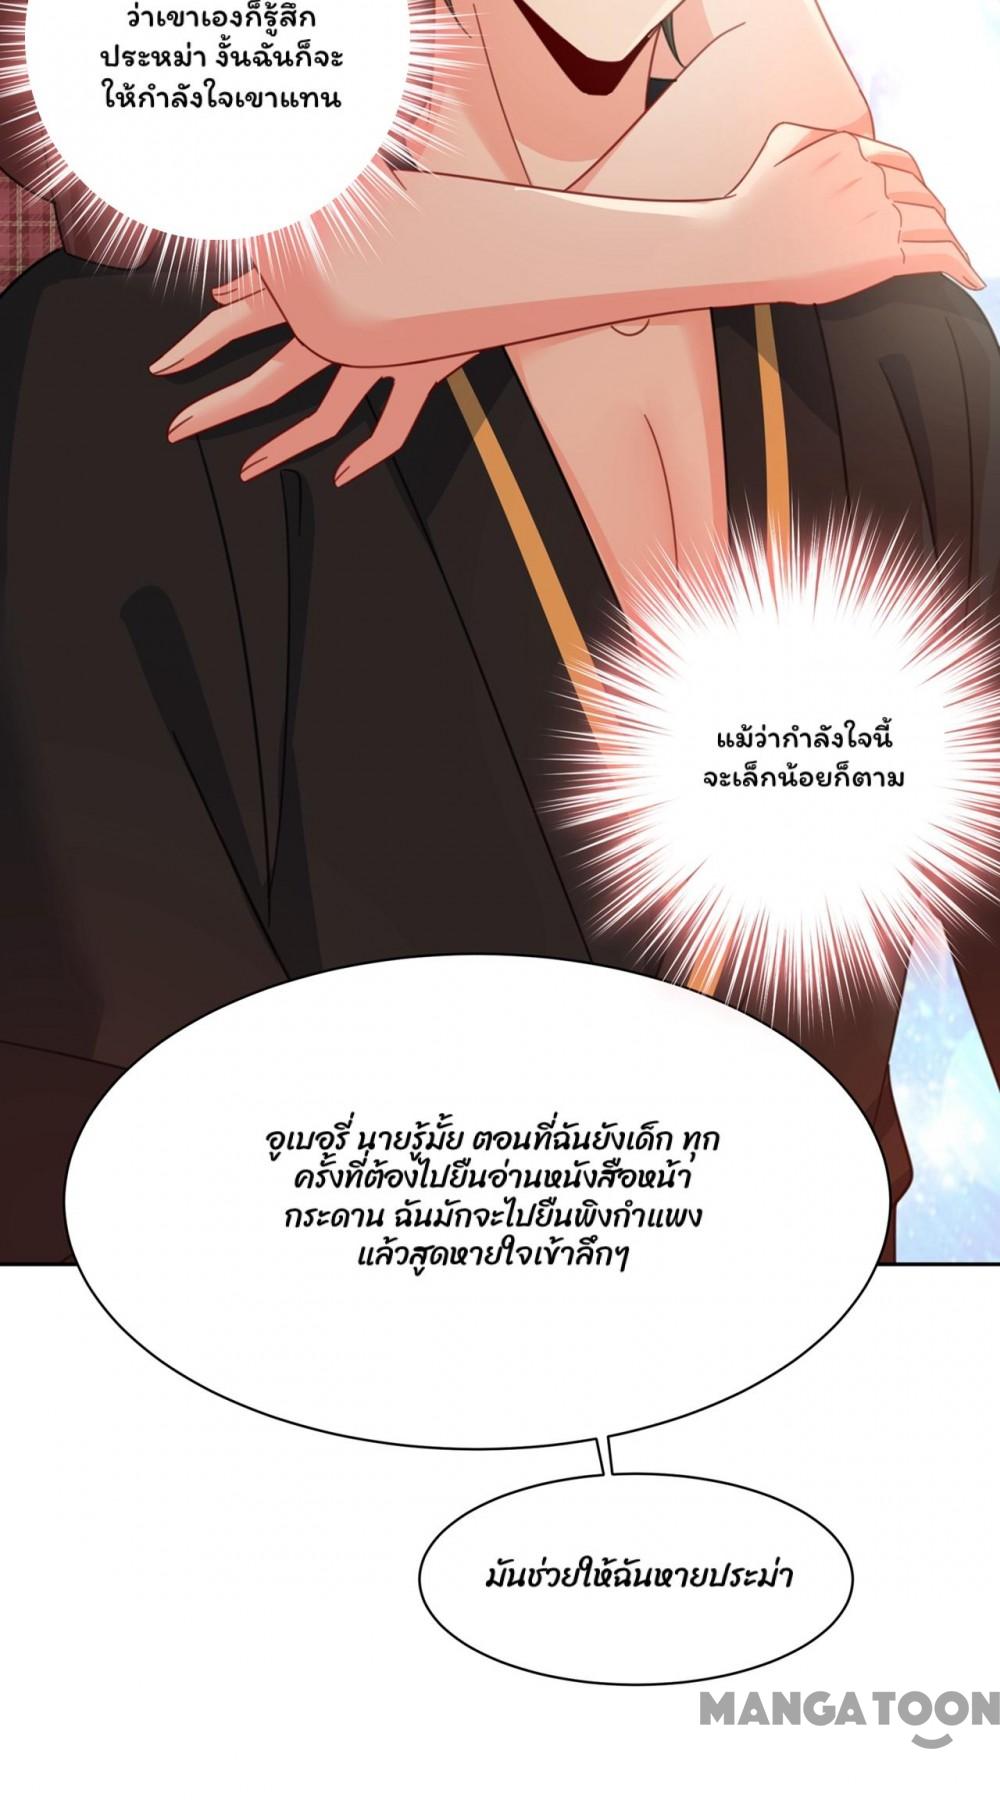 ว่าเขาเองก็รู้สึก
ประหม่า งั้นฉันก็จะ
ให้กำลังใจเขาแทน
แม้ว่ากำลังใจนี้
จะเล็กน้อยก็ตาม
อูเบอรี่ นายรู้มั้ย ตอนที่ฉันยังเด็ก ทุก
ครั้งที่ต้องไปยืนอ่านหนังสือหน้า
กระดาน ฉันมักจะไปยืนพิงกำแพง
แล้วสูดหายใจเข้าลึกๆ
มันช่วยให้ฉันหายประม่า
MANGATOON